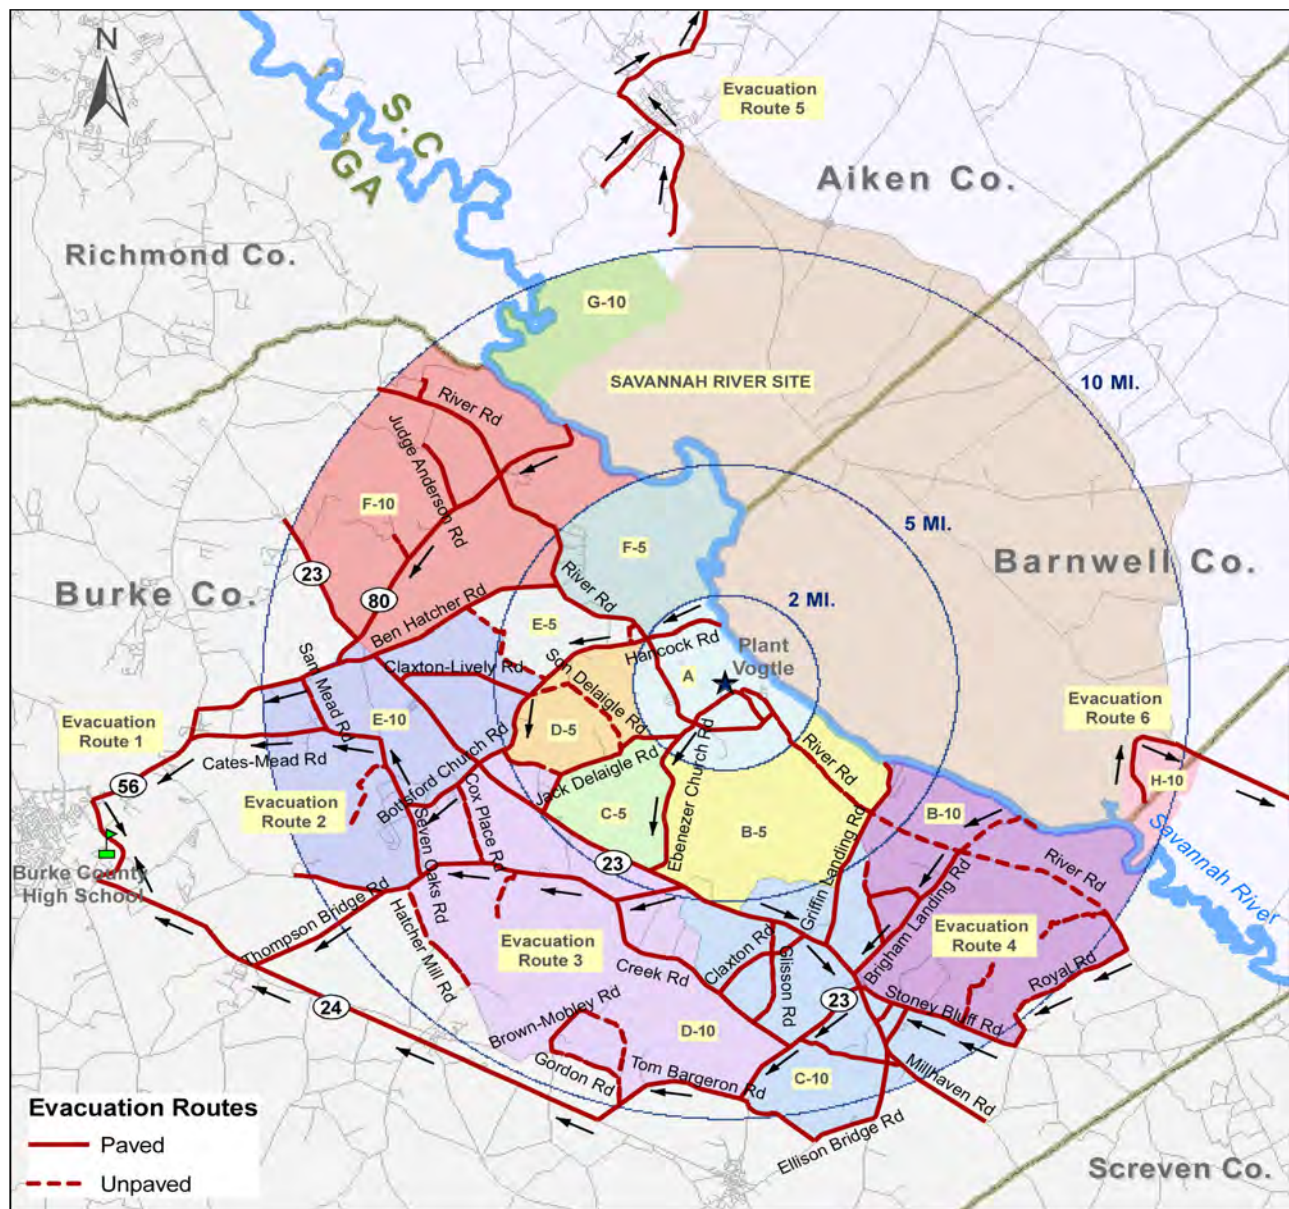 N
S.C
GA
Evacuation
Route 5
Aiken Co.
Richmond Co.
G-10
SAVANNAH RIVER SITE
10 MI.
River Rd
Judge Anderson Rd
F-10
F-5
5 MI.
Barnwell Co.
23
River Rd
Burke Co.
80
Ben Hatcher Rd
2 MI.
E-5
Hancock Rd
Plant
Vogtle
Claxton-Lively Rd
Son Delaigle Rd
A
Sam Mead Rd
E-10
D-5
Evacuation
Route 1
Evacuation
Route 6
Cates-Mead Rd
Botsford Church Rd
Jack Delaigle Rd
Ebenezer Church Rd
River Rd
H-10
56
Evacuation
Route 2
Cox Place Rd
C-5
B-5
B-10
Seven Oaks Rd
23
Griffin Landing Rd
Savannah River
Burke County
High School
River Rd
Thompson Bridge Rd
Hatcher Mill Rd
Evacuation
Route 3
Brigham Landing Rd
Evacuation
Route 4
Creek Rd
Claxton Rd
Glisson Rd
Royal Rd
24
23
Stoney Bluff Rd
Brown-Mobley Rd
D-10
Gordon Rd
Tom Bargeron Rd
C-10
Millhaven Rd
Ellison Bridge Rd
Screven Co.
Evacuation Routes
Paved
Unpaved